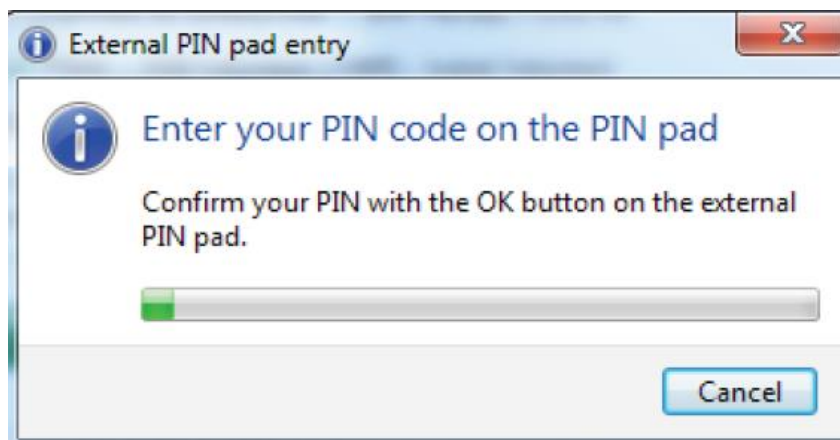 External PIN pad entry
Enter your PIN code on the PIN pad
Confirm your PIN with the OK button on the external
PIN pad.
Cancel